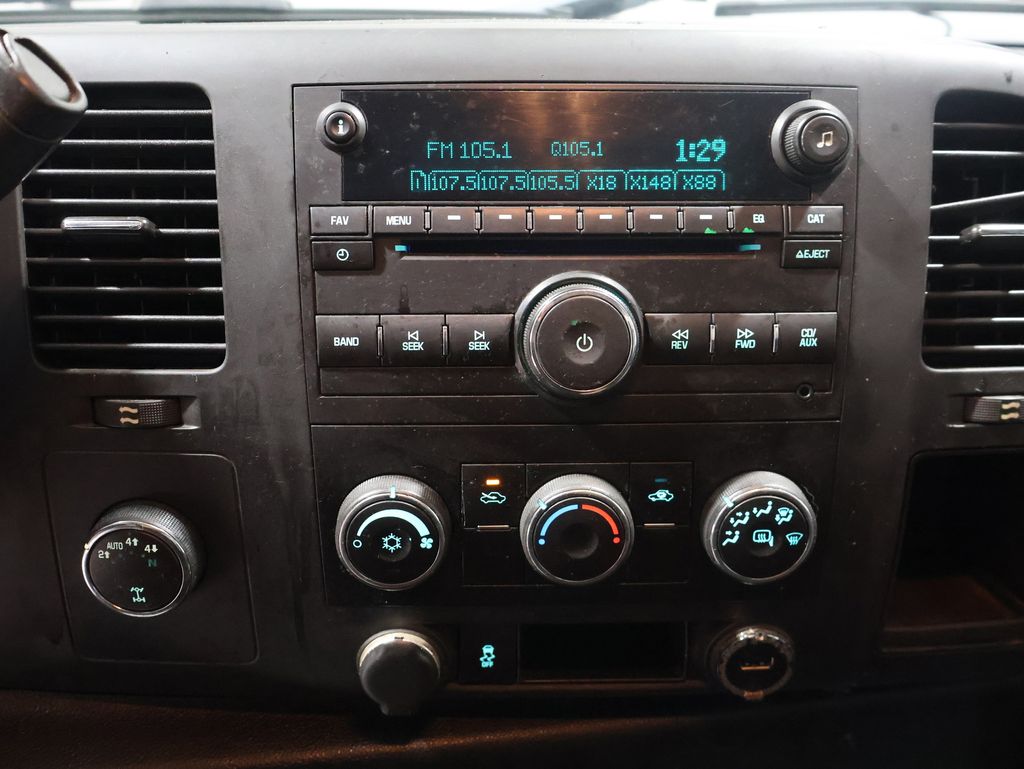 i
FM 105.1 Q105.1 1:29
107.5 107.5 105.5 X18 X148 X88
FAV MENU EQ CAT
EJECT
BAND SEEK SEEK REV FWD CD/AUX
AUTO 4 4
2 N
OFF